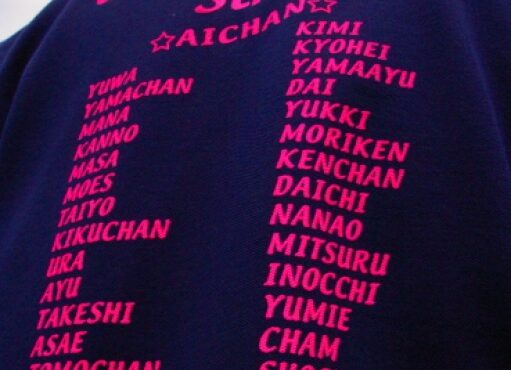 ☆AICHAN☆
YUWA
YAMACHAN
MANA
KANNO
MASA
MOES
TAIYO
KIKUCHAN
URA
AYU
TAKESHI
ASAE
TOMOCHAN
KIMI
KYOHEI
YAMAAYU
DAI
YUKKI
MORIKEN
KENCHAN
DAICHI
NANAO
MITSURU
INOCCHI
YUMIE
CHAM